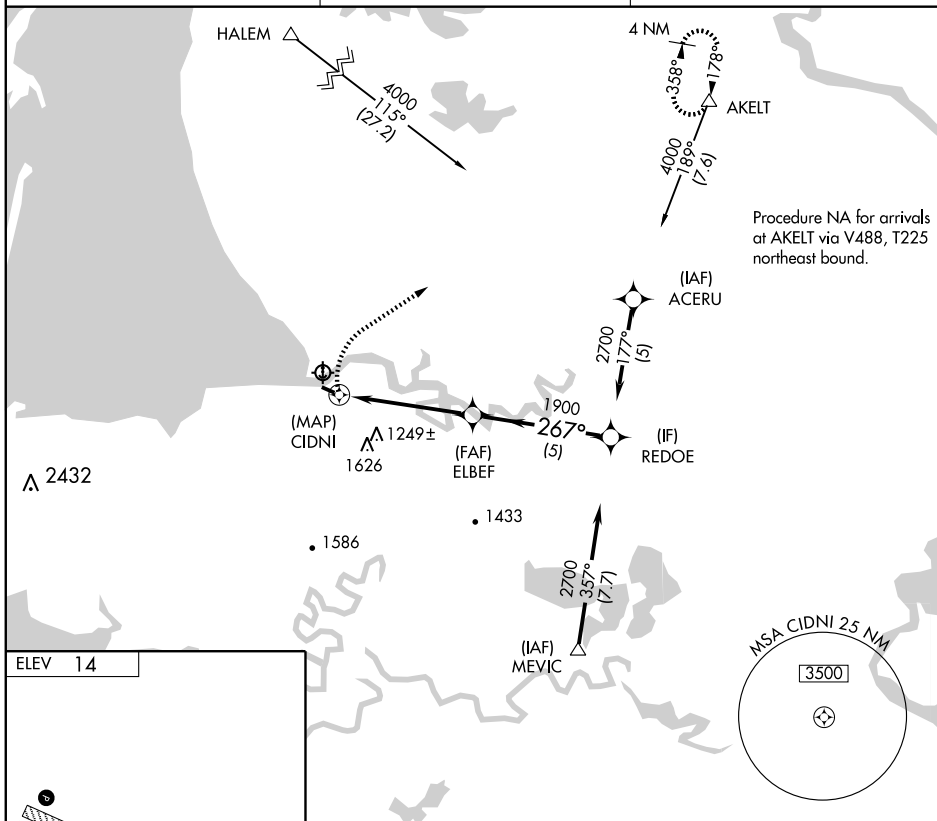 HALEM
4000
115°
(27.2)
4 NM
358°
178°
AKELT
4000
189°
(7.6)
Procedure NA for arrivals
at AKELT via V488, T225
northeast bound.
(IAF)
ACERU
2700
177°
(5)
(MAP)
CIDNI
1249±
1626
(FAF)
ELBEF
1900
267°
(5)
(IF)
REDOE
2432
1433
1586
2700
357°
(7.7)
(IAF)
MEVIC
MSA CIDNI 25 NM
3500
ELEV 14
P